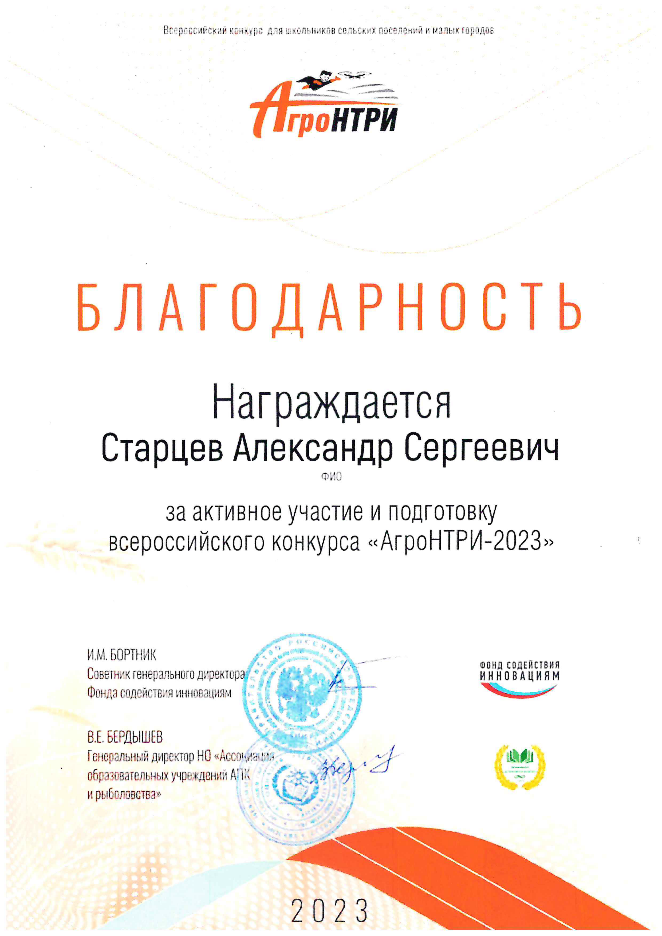 Всероссийский конкурс для школьников сельских поселений и малых городов
АгроНТРИ
БЛАГОДАРНОСТЬ
Награждается
Старцев Александр Сергеевич
ФИО
за активное участие и подготовку
всероссийского конкурса «АгроНТРИ-2023»
И.М. БОРТНИК
Советник генерального директора
Фонда содействия инновациям
ФОНД СОДЕЙСТВИЯ
ИННОВАЦИЯМ
В.Е. БЕРДЫШЕВ
Генеральный директор НО «Ассоциация
образовательных учреждений АПК
и рыболовства»
2023